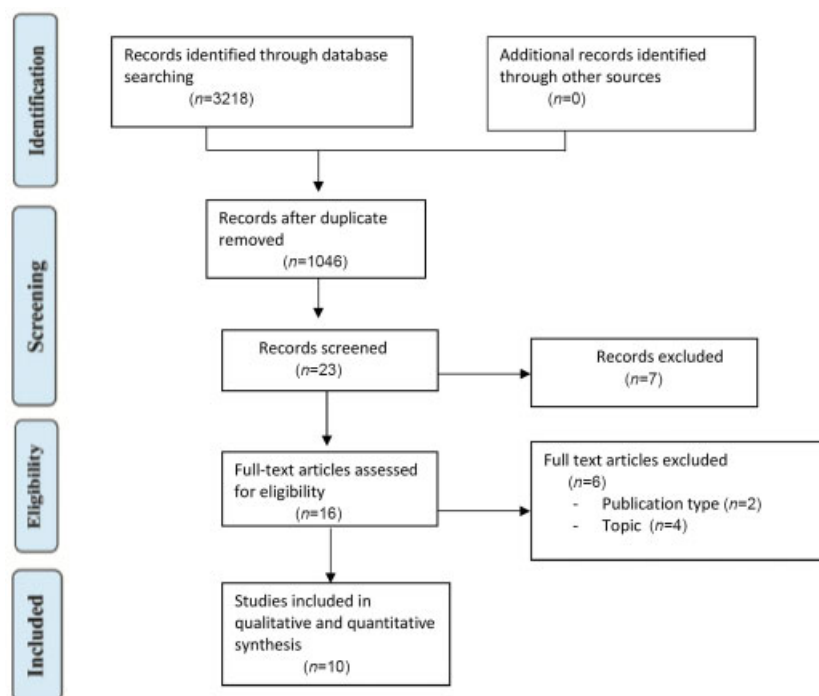 Identification
Records identified through database
searching
(n=3218)
Additional records identified
through other sources
(n=0)
Screening
Records after duplicate
removed
(n=1046)
Records screened
(n=23)
Records excluded
(n=7)
Eligibility
Full-text articles assessed
for eligibility
(n=16)
Full text articles excluded
(n=6)
- Publication type (n=2)
- Topic (n=4)
Included
Studies included in
qualitative and quantitative
synthesis
(n=10)